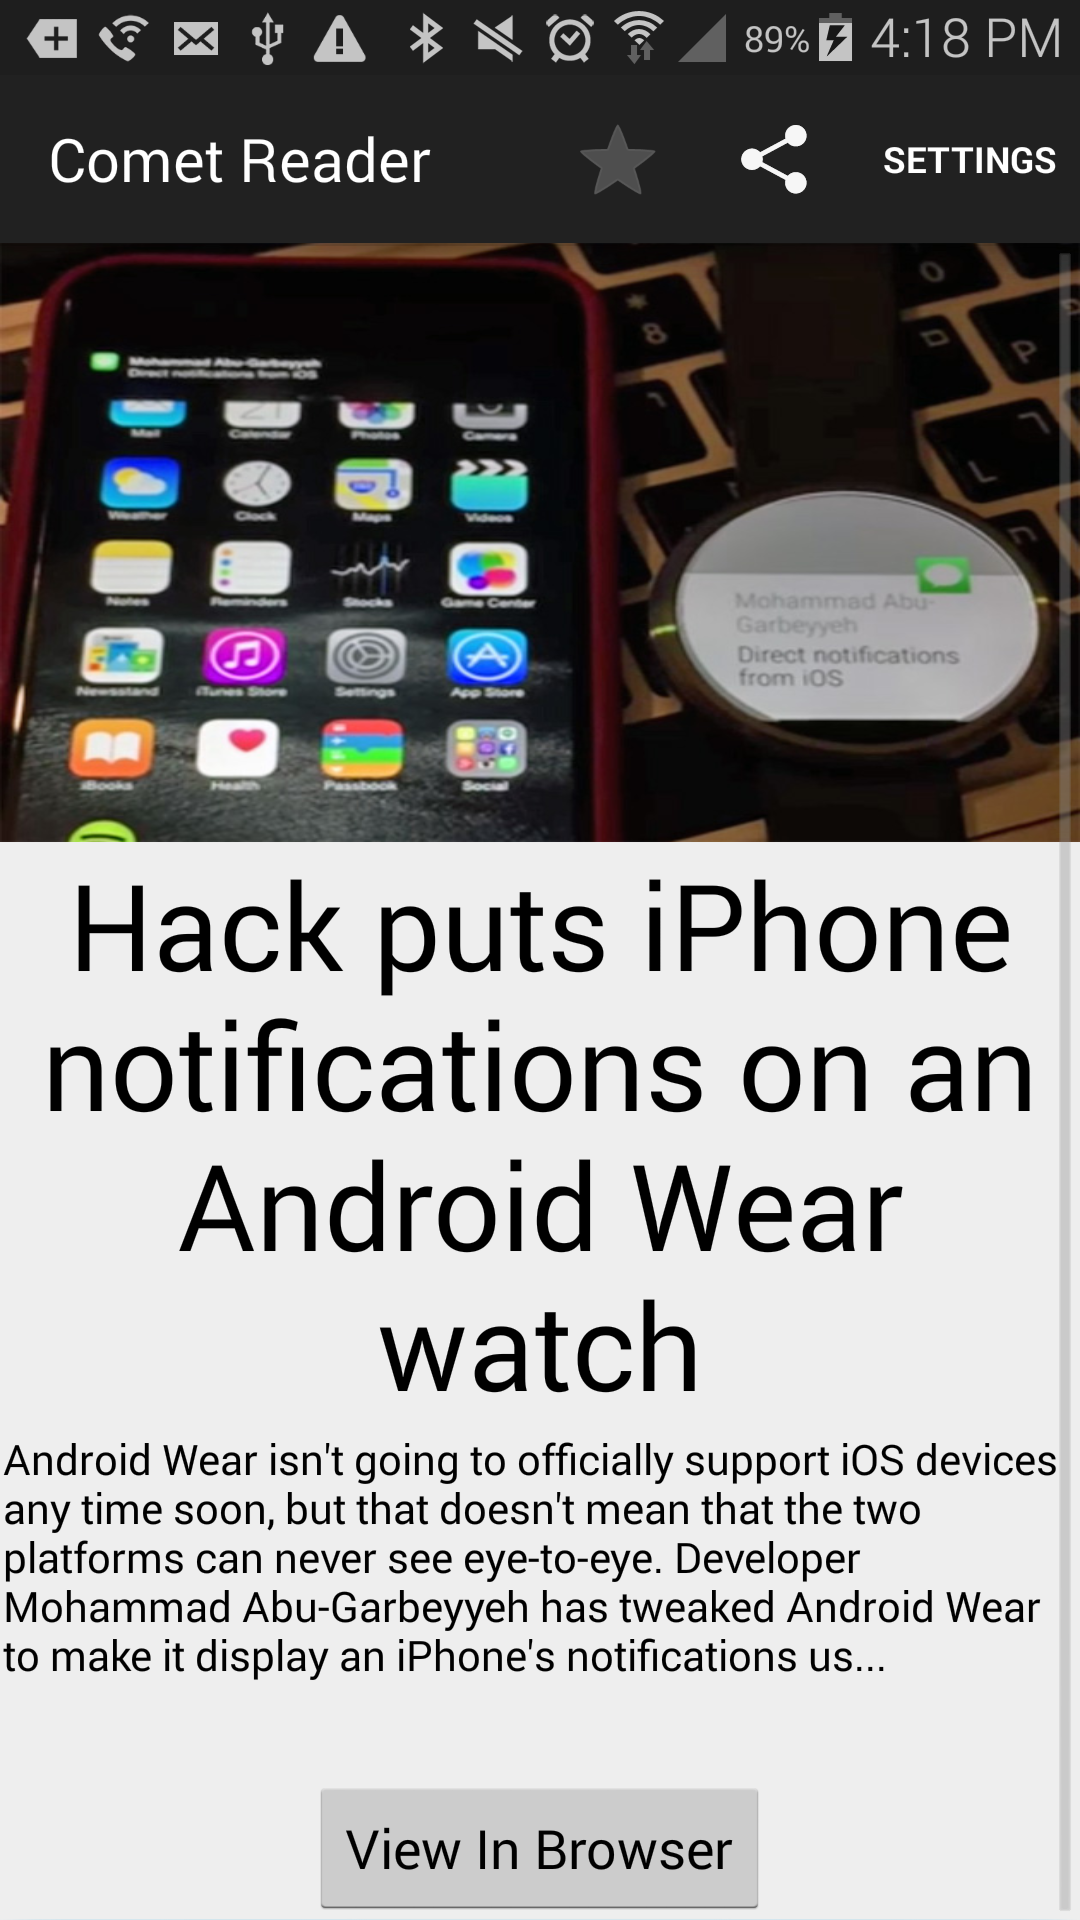 89% 4:18 PM
Comet Reader SETTINGS
Mohammad Abu-Garbeyyeh
Direct notifications from iOS
Mail Calendar Photos Camera
Weather Clock Maps Videos
Notes Reminders Stocks Game Center
Newsstand iTunes Store Settings App Store
iBooks Health Passbook Social
* 8
P
L
Mohammad Abu-
Garbeyyeh
Direct notifications
from iOS
Hack puts iPhone
notifications on an
Android Wear
watch
Android Wear isn't going to officially support iOS devices
any time soon, but that doesn't mean that the two
platforms can never see eye-to-eye. Developer
Mohammad Abu-Garbeyyeh has tweaked Android Wear
to make it display an iPhone's notifications us...
View In Browser